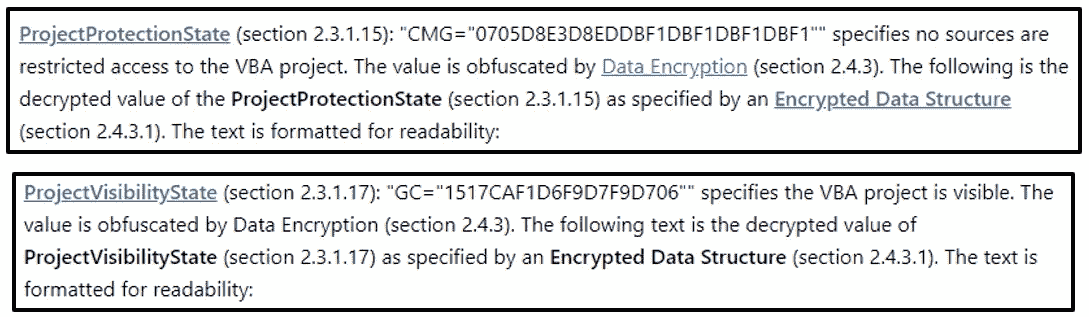 ProjectProtectionState (section 2.3.1.15): "CMG="0705D8E3D8EDDBF1DBF1DBF1DBF1"" specifies no sources are
restricted access to the VBA project. The value is obfuscated by Data Encryption (section 2.4.3). The following is the
decrypted value of the ProjectProtectionState (section 2.3.1.15) as specified by an Encrypted Data Structure
(section 2.4.3.1). The text is formatted for readability:
ProjectVisibilityState (section 2.3.1.17): "GC="1517CAF1D6F9D7F9D706"" specifies the VBA project is visible. The
value is obfuscated by Data Encryption (section 2.4.3). The following text is the decrypted value of
ProjectVisibilityState (section 2.3.1.17) as specified by an Encrypted Data Structure (section 2.4.3.1). The text is
formatted for readability: